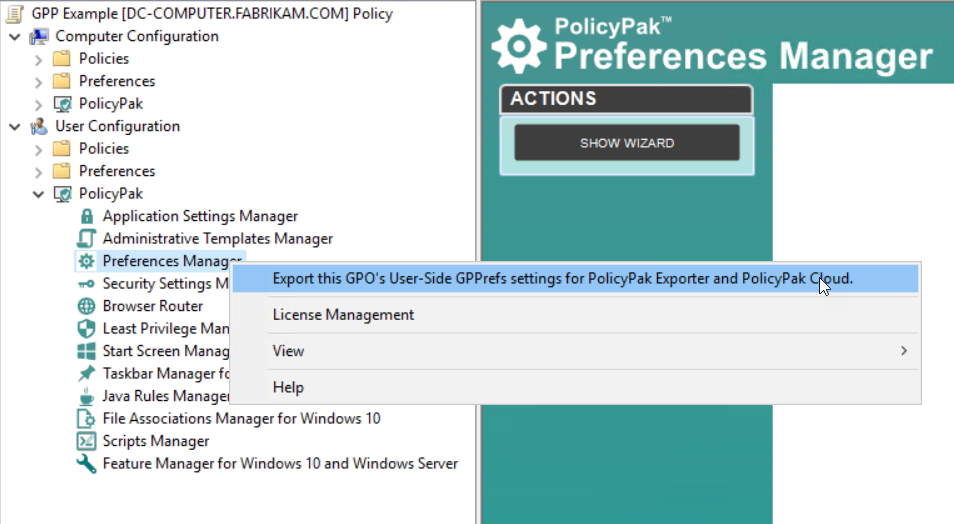 GPP Example [DC-COMPUTER.FABRIKAM.COM] Policy
Computer Configuration
Policies
Preferences
PolicyPak
User Configuration
Policies
Preferences
PolicyPak
Application Settings Manager
Administrative Templates Manager
Preferences Manager
Security Settings M
Browser Router
Least Privilege Man
Start Screen Manag
Taskbar Manager fo
Java Rules Manager
File Associations Manager for Windows 10
Scripts Manager
Feature Manager for Windows 10 and Windows Server
PolicyPak™
Preferences Manager
ACTIONS
SHOW WIZARD
Export this GPO's User-Side GPPrefs settings for PolicyPak Exporter and PolicyPak Cloud.
License Management
View
Help